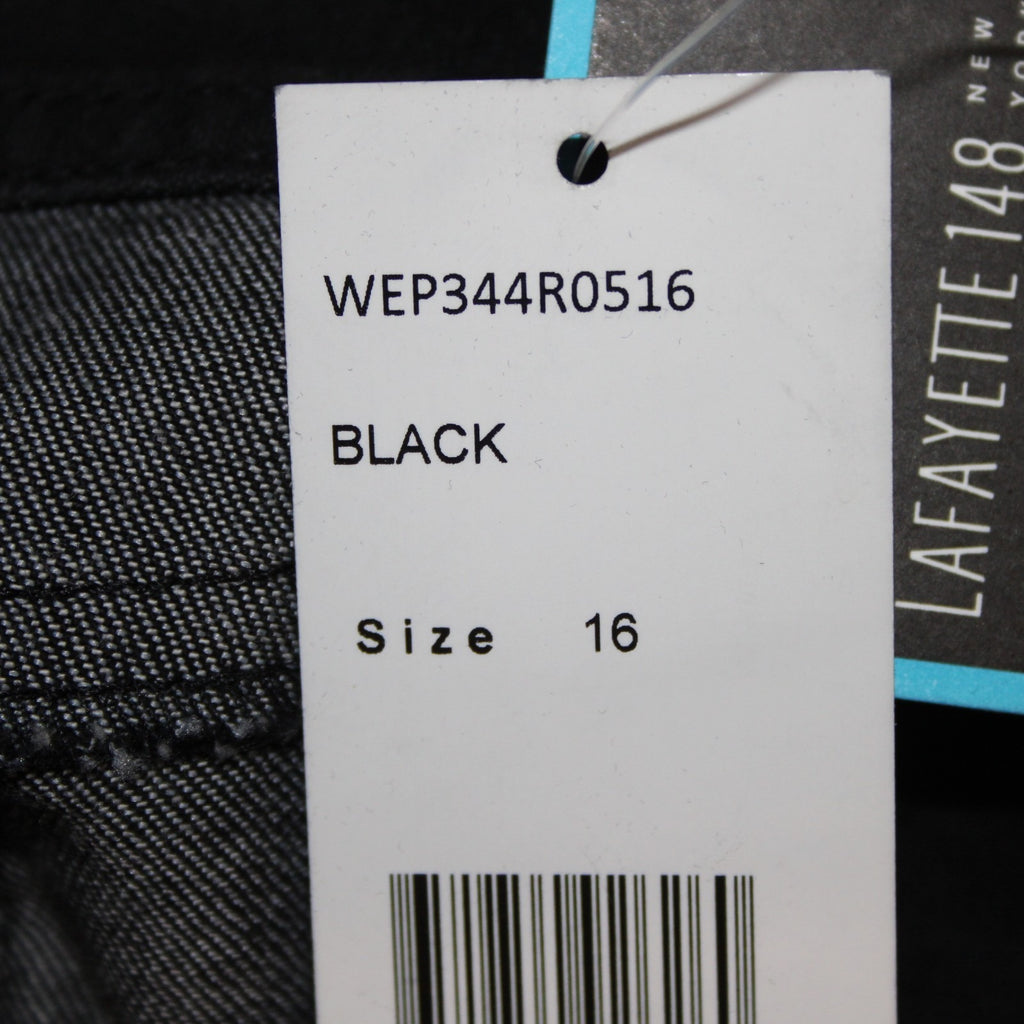 WEP344R0516
BLACK
Size 16
LAFAYETTE 148
NEW
YORK